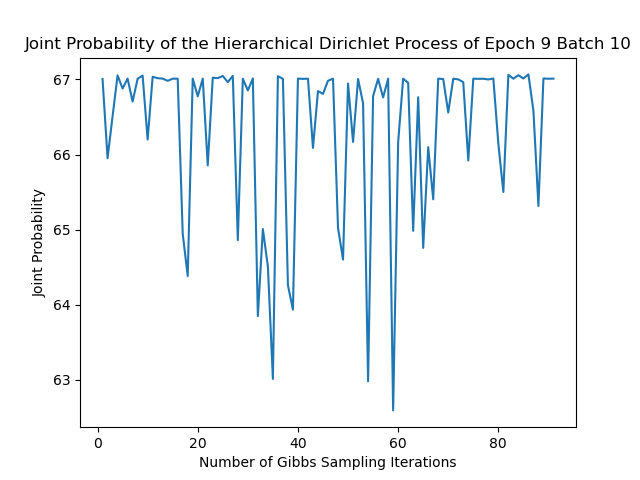 Joint Probability of the Hierarchical Dirichlet Process of Epoch 9 Batch 10
Joint Probability
67
66
65
64
63
0 20 40 60 80
Number of Gibbs Sampling Iterations